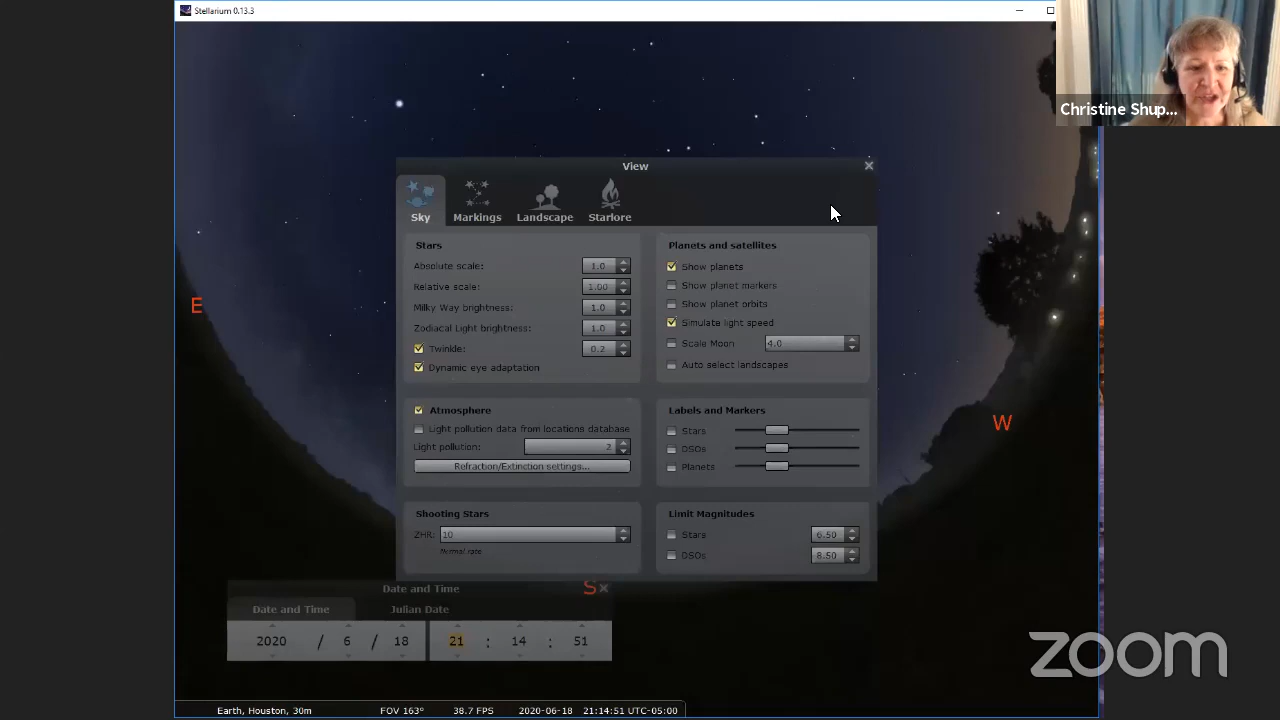 Stellarium 0.13.3
Christine Shup...
View
Sky
Markings
Landscape
Starlore
Stars
Absolute scale: 1.0
Relative scale: 1.00
Milky Way brightness: 1.0
Zodiacal Light brightness: 1.0
Twinkle: 0.2
Dynamic eye adaptation
Planets and satellites
Show planets
Show planet markers
Show planet orbits
Simulate light speed
Scale Moon 4.0
Auto select landscapes
Atmosphere
Light pollution data from locations database
Light pollution: 2
Refraction/Extinction settings...
Labels and Markers
Stars
DSOs
Planets
Shooting Stars
ZHR: 10
Normal rate
Limit Magnitudes
Stars 6.50
DSOs 8.50
E
W
S
Date and Time
Date and Time
Julian Date
2020 / 6 / 18 21 : 14 : 51
zoom
Earth, Houston, 30m FOV 163° 38.7 FPS 2020-06-18 21:14:51 UTC-05:00